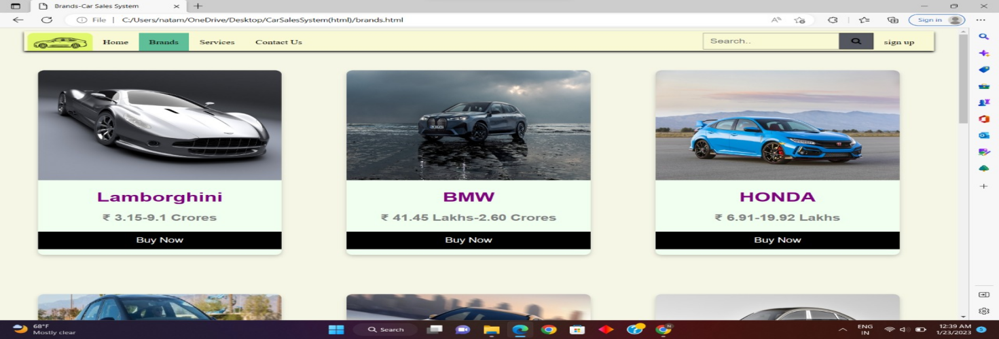 Brands-Car Sales System
File | C:/Users/natam/OneDrive/Desktop/CarSalesSystem(html)/brands.html
Sign in
Home Brands Services Contact Us Search.. sign up
Lamborghini BMW HONDA
₹ 3.15-9.1 Crores ₹ 41.45 Lakhs-2.60 Crores ₹ 6.91-19.92 Lakhs
Buy Now Buy Now Buy Now
68°F
Mostly clear
Search
ENG
IN
12:39 AM
1/23/2023
5